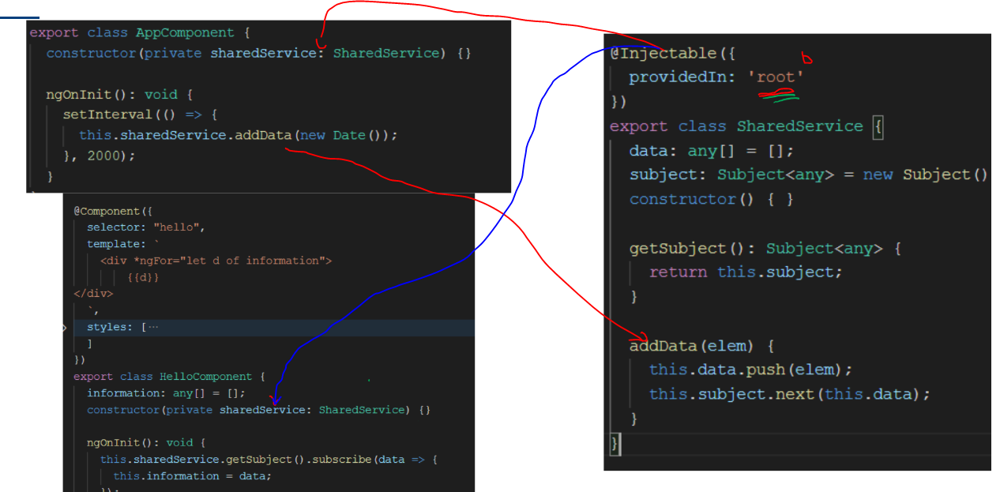 export class AppComponent {
constructor(private sharedService: SharedService) {}
ngOnInit(): void {
setInterval(() => {
this.sharedService.addData(new Date());
}, 2000);
}
@Component({
selector: "hello",
template: `
<div *ngFor="let d of information">
{{d}}
</div>
`,
styles: [⋯
]
})
export class HelloComponent {
information: any[] = [];
constructor(private sharedService: SharedService) {}
ngOnInit(): void {
this.sharedService.getSubject().subscribe(data => {
this.information = data;
});
@Injectable({
providedIn: 'root'
b
})
export class SharedService {
data: any[] = [];
subject: Subject<any> = new Subject()
constructor() { }
getSubject(): Subject<any> {
return this.subject;
}
addData(elem) {
this.data.push(elem);
this.subject.next(this.data);
}
}